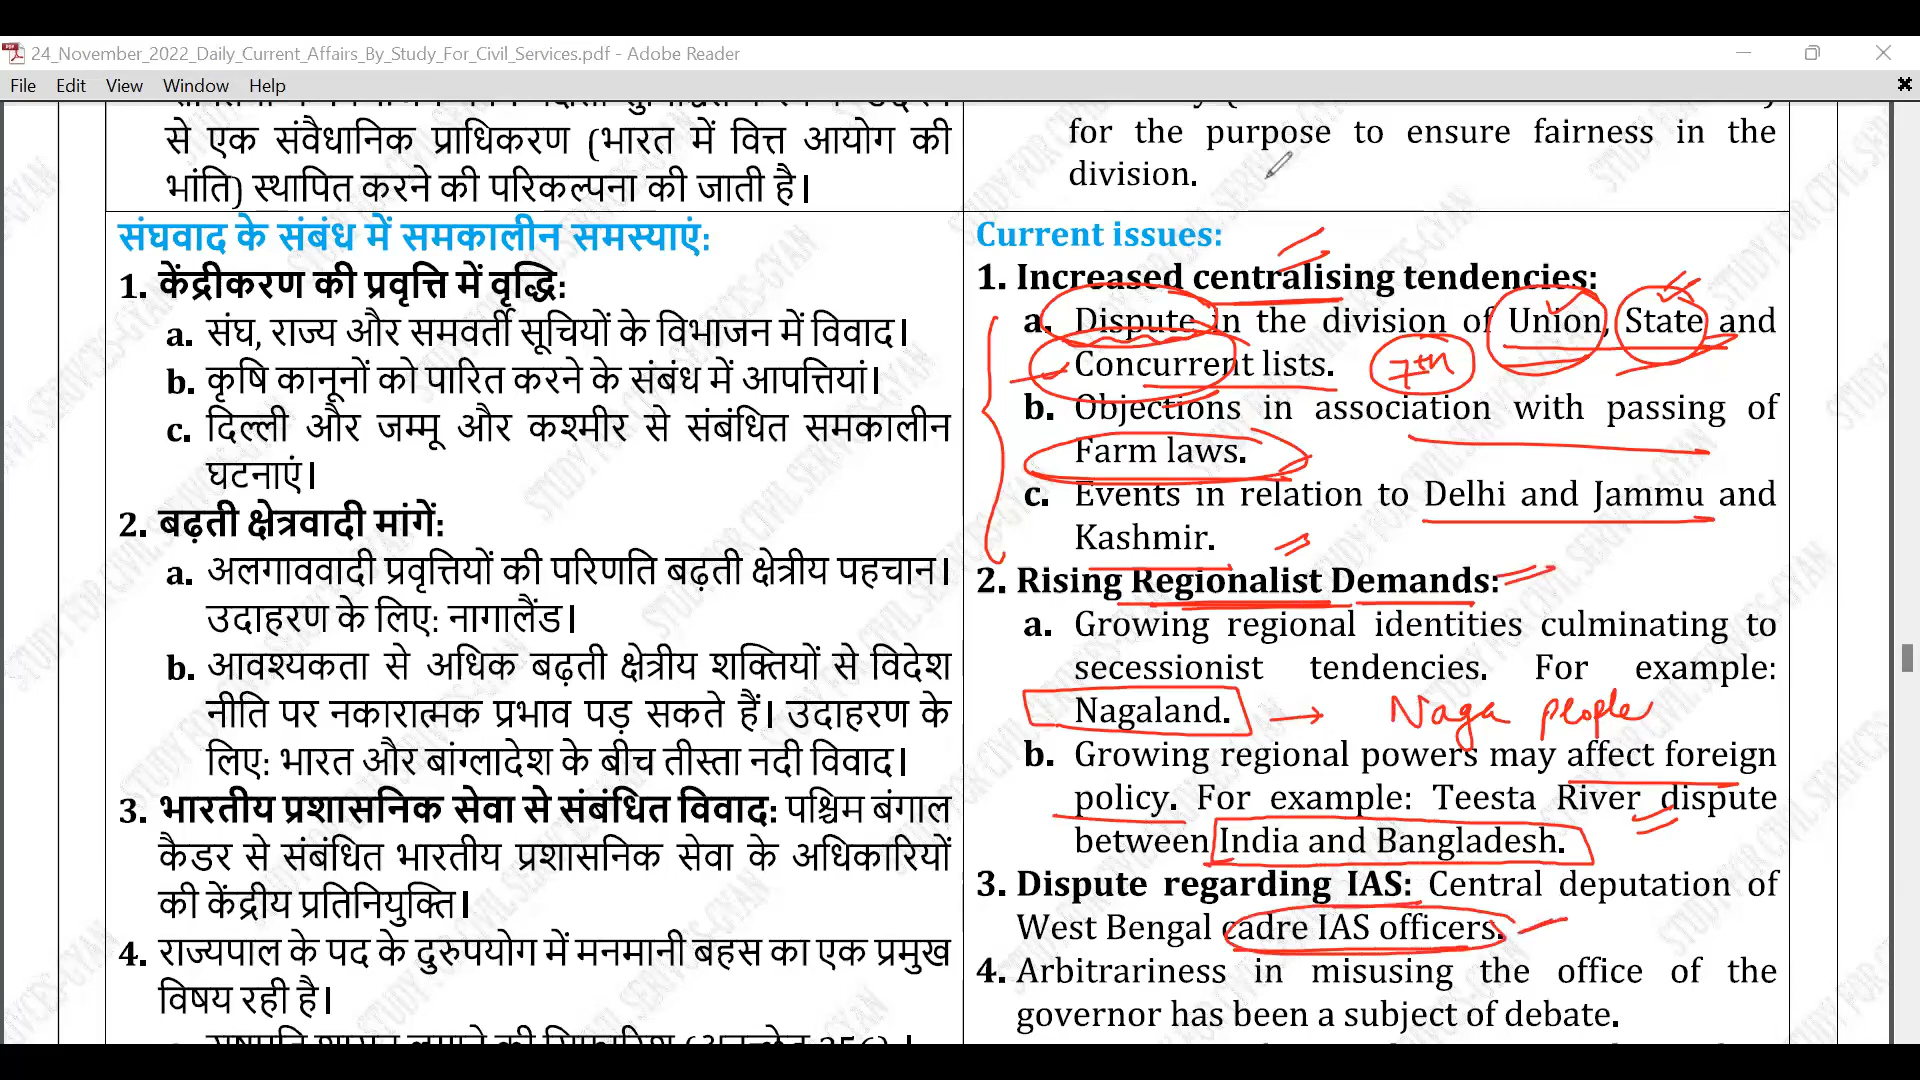 24_November_2022_Daily_Current_Affairs_By_Study_For_Civil_Services.pdf - Adobe Reader
File Edit View Window Help
से एक संवैधानिक प्राधिकरण (भारत में वित्त आयोग की
भांति) स्थापित करने की परिकल्पना की जाती है।
संघवाद के संबंध में समकालीन समस्याएं:
1. केंद्रीकरण की प्रवृत्ति में वृद्धि:
a. संघ, राज्य और समवर्ती सूचियों के विभाजन में विवाद।
b. कृषि कानूनों को पारित करने के संबंध में आपत्तियां।
c. दिल्ली और जम्मू और कश्मीर से संबंधित समकालीन
घटनाएं।
2. बढ़ती क्षेत्रवादी मांगें:
a. अलगाववादी प्रवृत्तियों की परिणति बढ़ती क्षेत्रीय पहचान।
उदाहरण के लिए: नागालैंड।
b. आवश्यकता से अधिक बढ़ती क्षेत्रीय शक्तियों से विदेश
नीति पर नकारात्मक प्रभाव पड़ सकते हैं। उदाहरण के
लिए: भारत और बांग्लादेश के बीच तीस्ता नदी विवाद।
3. भारतीय प्रशासनिक सेवा से संबंधित विवाद: पश्चिम बंगाल
कैडर से संबंधित भारतीय प्रशासनिक सेवा के अधिकारियों
की केंद्रीय प्रतिनियुक्ति।
4. राज्यपाल के पद के दुरुपयोग में मनमानी बहस का एक प्रमुख
विषय रही है।
for the purpose to ensure fairness in the
division.
Current issues:
1. Increased centralising tendencies:
a. Dispute in the division of Union, State and
Concurrent lists. 7th
b. Objections in association with passing of
Farm laws.
c. Events in relation to Delhi and Jammu and
Kashmir.
2. Rising Regionalist Demands:
a. Growing regional identities culminating to
secessionist tendencies. For example:
Nagaland. → Naga people
b. Growing regional powers may affect foreign
policy. For example: Teesta River dispute
between India and Bangladesh.
3. Dispute regarding IAS: Central deputation of
West Bengal cadre IAS officers.
4. Arbitrariness in misusing the office of the
governor has been a subject of debate.